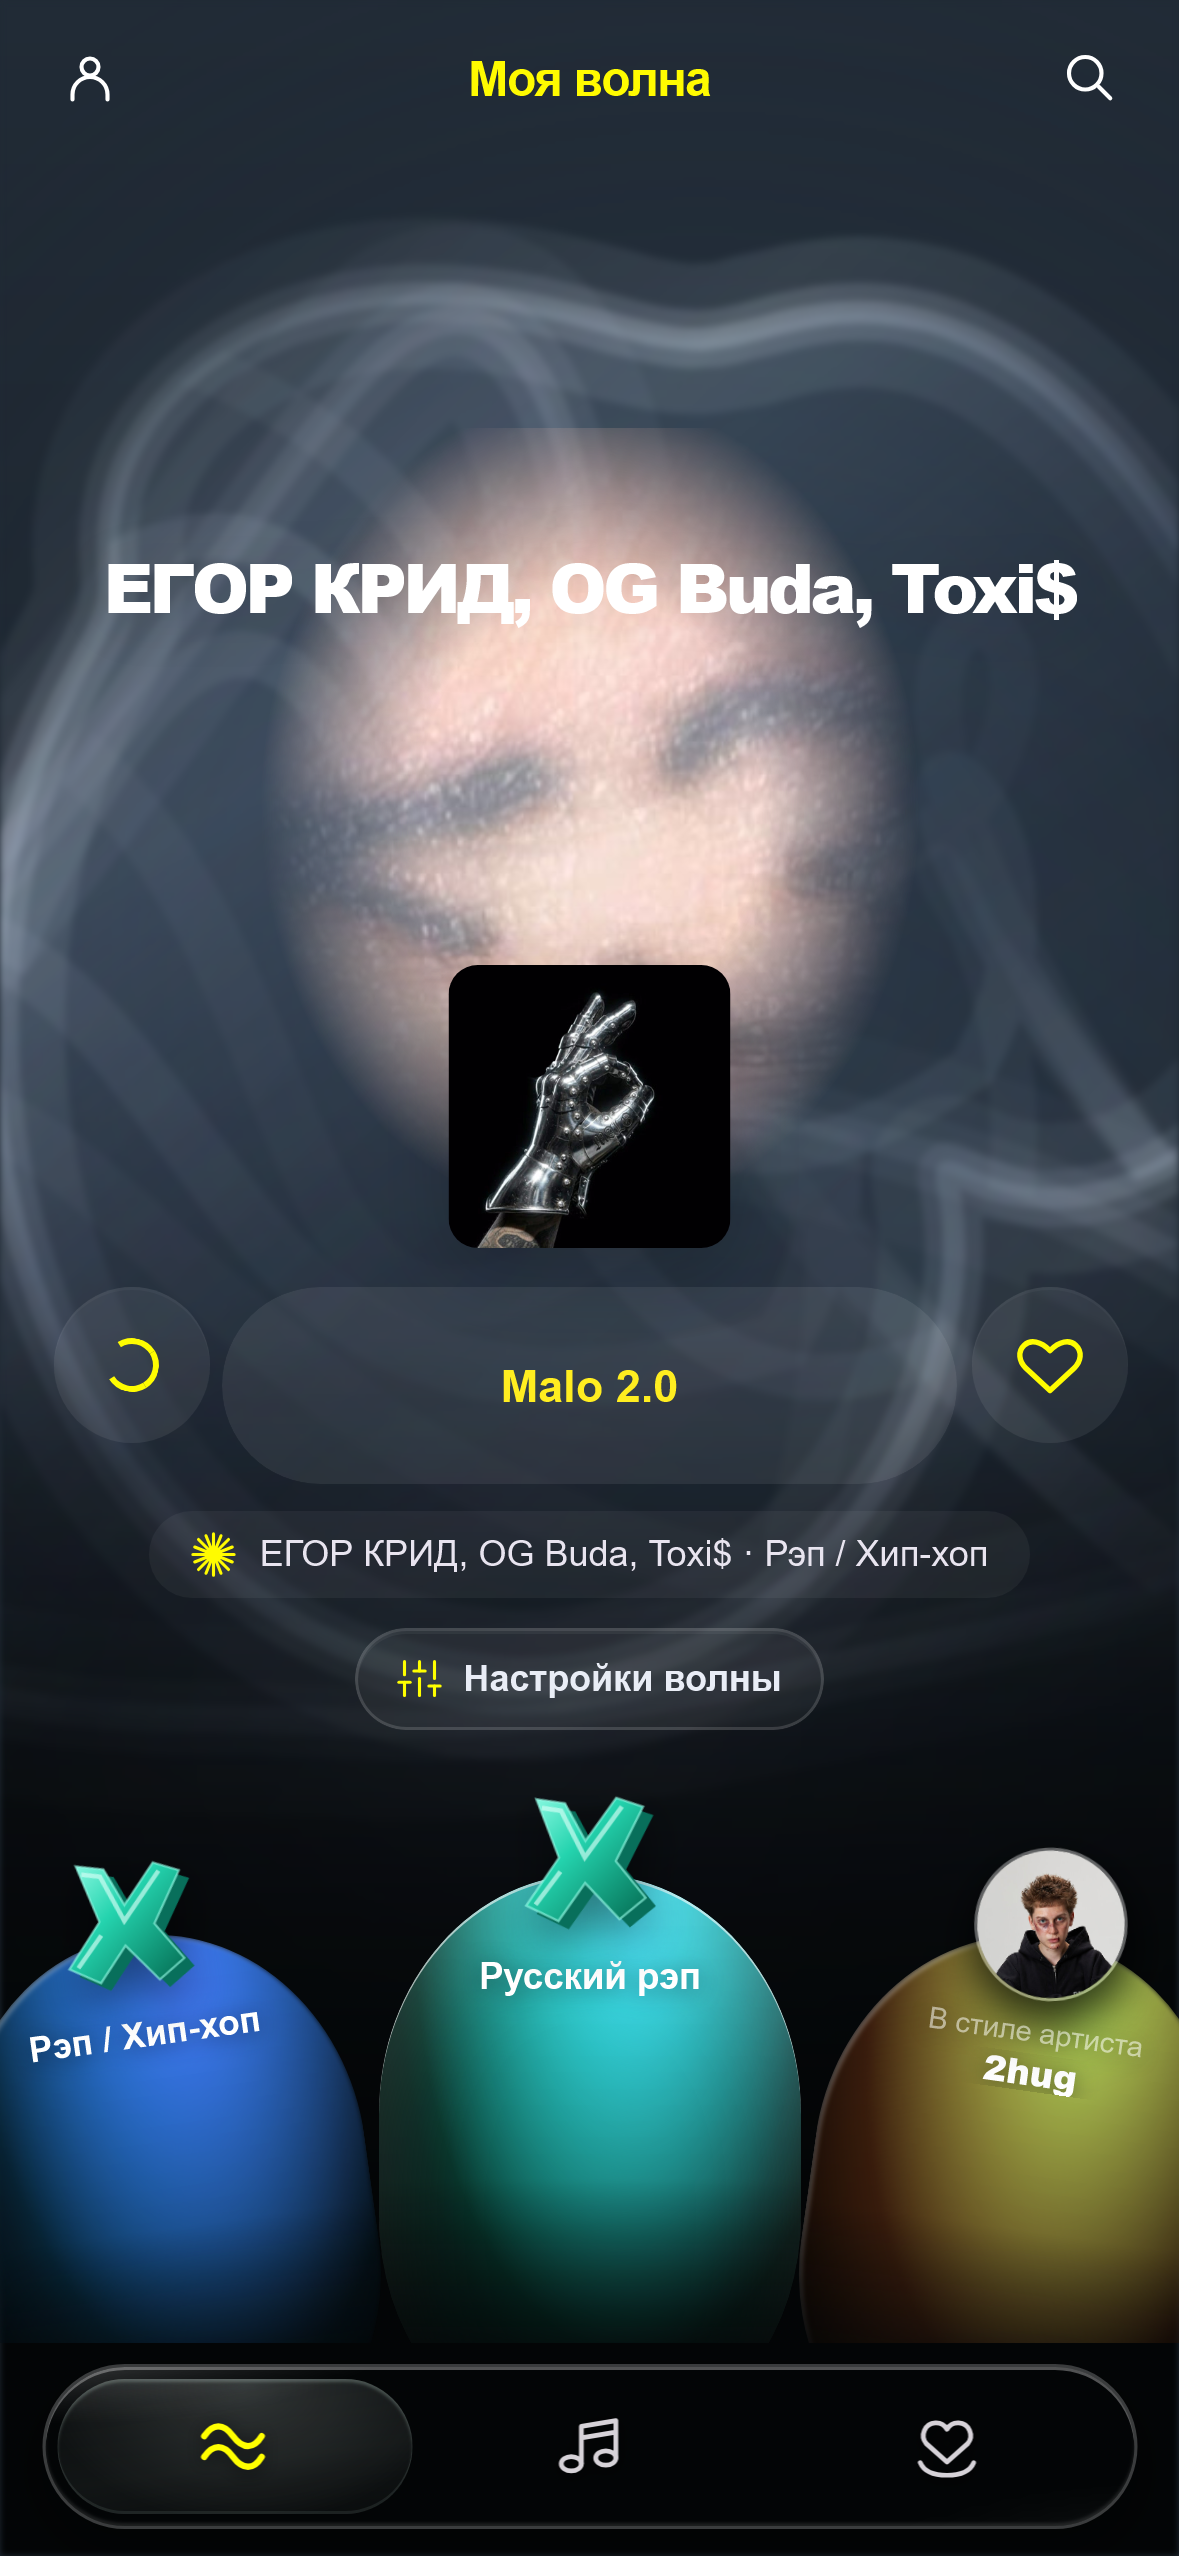 Моя волна
ЕГОР КРИД, OG Buda, Toxi$
Malo 2.0
ЕГОР КРИД, OG Buda, Toxi$ · Рэп / Хип-хоп
Настройки волны
Рэп / Хип-хоп
Русский рэп
В стиле артиста
2hug